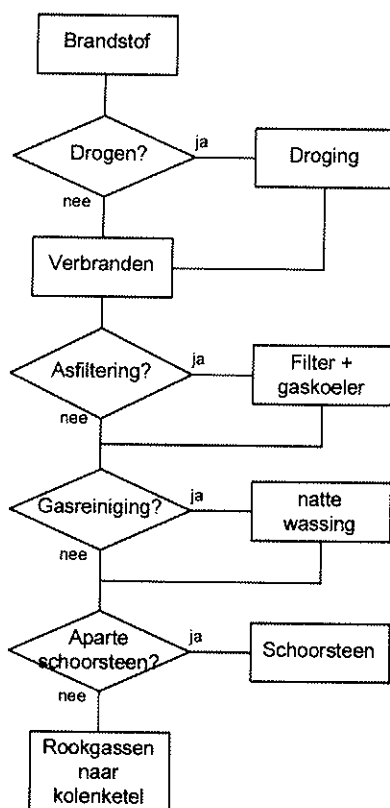 Brandstof
Drogen?
ja
Droging
nee
Verbranden
Asfiltering?
ja
Filter +
gaskoeler
nee
Gasreiniging?
ja
natte
wassing
nee
Aparte
schoorsteen?
ja
Schoorsteen
nee
Rookgassen
naar
kolenketel